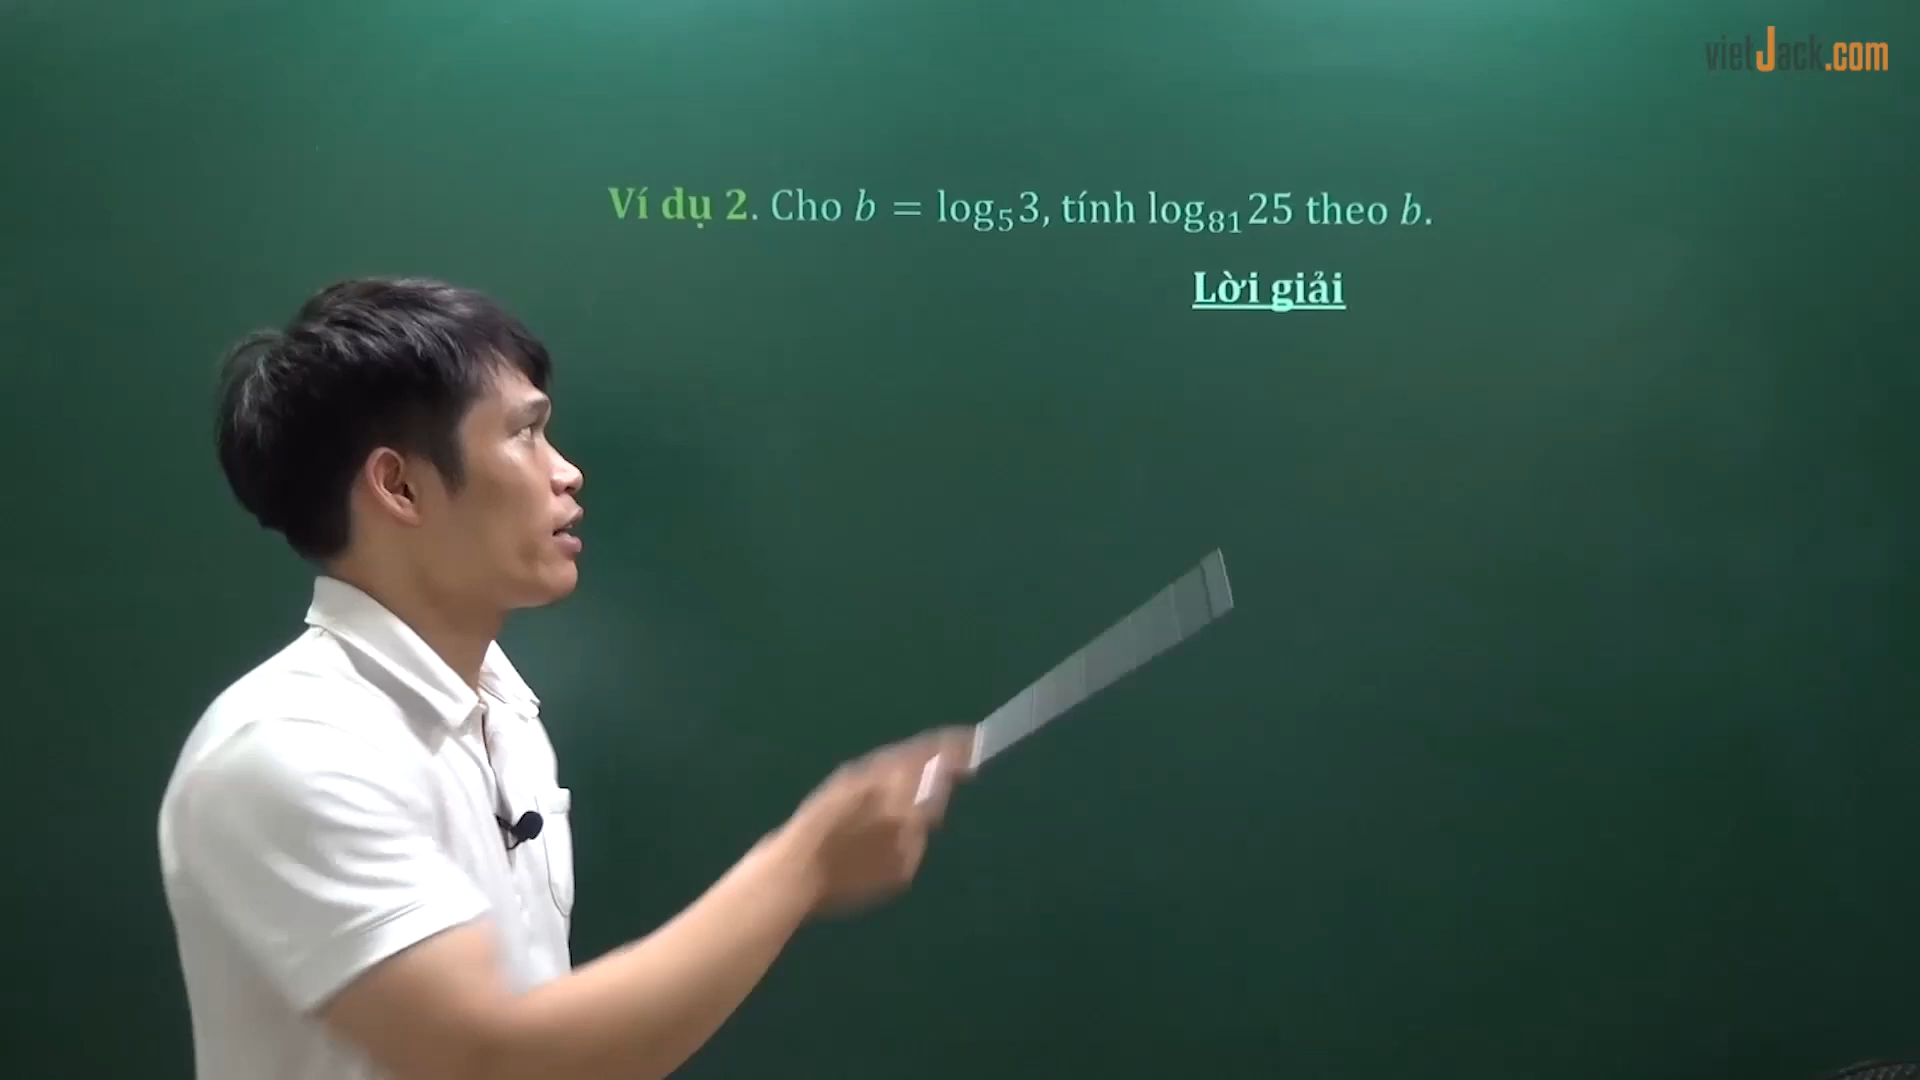 vietJack.com
Ví dụ 2. Cho b = log₅3, tính log₈₁25 theo b.
Lời giải